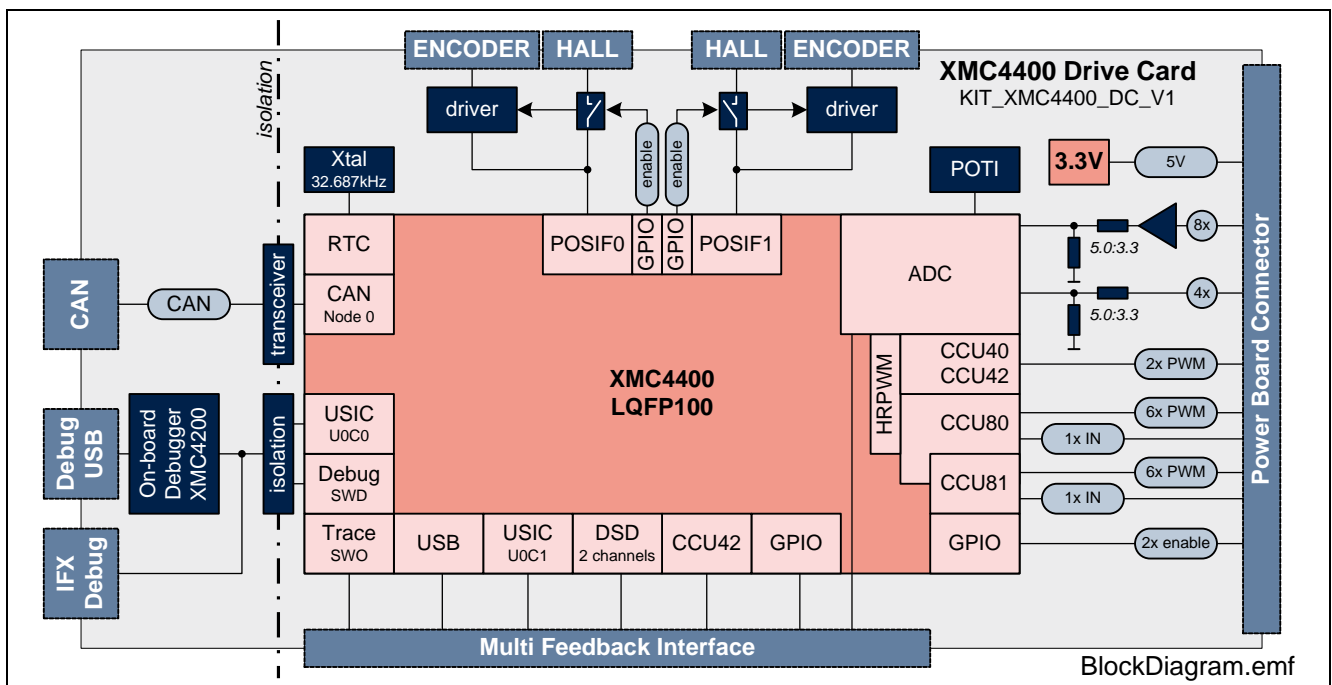 ENCODER
HALL
HALL
ENCODER
XMC4400 Drive Card
KIT_XMC4400_DC_V1
isolation
driver
driver
enable
enable
Xtal
32.687kHz
POTI
3.3V
5V
RTC
POSIF0
GPIO
GPIO
POSIF1
ADC
5.0:3.3
8x
5.0:3.3
4x
CAN
CAN
transceiver
CAN
Node 0
XMC4400
LQFP100
HRPWM
CCU40
CCU42
2x PWM
CCU80
6x PWM
1x IN
CCU81
6x PWM
1x IN
GPIO
2x enable
Power Board Connector
Debug
USB
On-board
Debugger
XMC4200
isolation
USIC
U0C0
Debug
SWD
IFX
Debug
Trace
SWO
USB
USIC
U0C1
DSD
2 channels
CCU42
GPIO
Multi Feedback Interface
BlockDiagram.emf